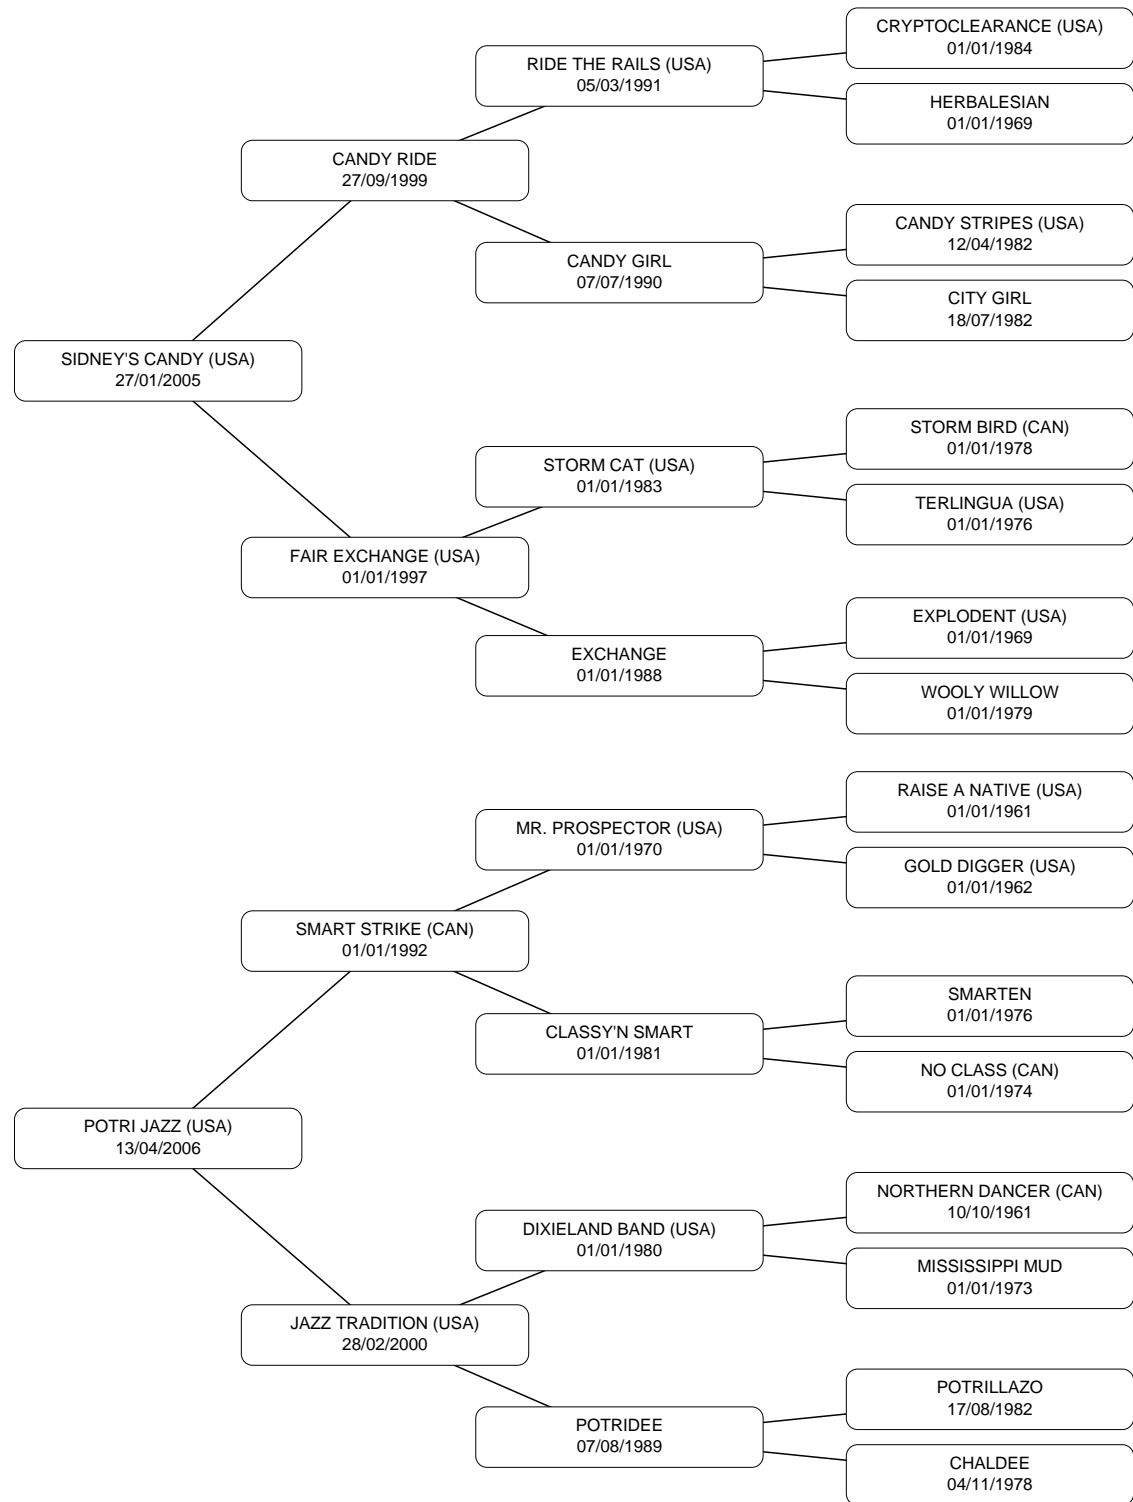 CRYPTOCLEARANCE (USA)
01/01/1984
RIDE THE RAILS (USA)
05/03/1991
HERBALESIAN
01/01/1969
CANDY RIDE
27/09/1999
CANDY STRIPES (USA)
12/04/1982
CANDY GIRL
07/07/1990
CITY GIRL
18/07/1982
SIDNEY'S CANDY (USA)
27/01/2005
STORM BIRD (CAN)
01/01/1978
STORM CAT (USA)
01/01/1983
TERLINGUA (USA)
01/01/1976
FAIR EXCHANGE (USA)
01/01/1997
EXPLODENT (USA)
01/01/1969
EXCHANGE
01/01/1988
WOOLY WILLOW
01/01/1979
RAISE A NATIVE (USA)
01/01/1961
MR. PROSPECTOR (USA)
01/01/1970
GOLD DIGGER (USA)
01/01/1962
SMART STRIKE (CAN)
01/01/1992
SMARTEN
01/01/1976
CLASSY'N SMART
01/01/1981
NO CLASS (CAN)
01/01/1974
POTRI JAZZ (USA)
13/04/2006
NORTHERN DANCER (CAN)
10/10/1961
DIXIELAND BAND (USA)
01/01/1980
MISSISSIPPI MUD
01/01/1973
JAZZ TRADITION (USA)
28/02/2000
POTRILLAZO
17/08/1982
POTRIDEE
07/08/1989
CHALDEE
04/11/1978